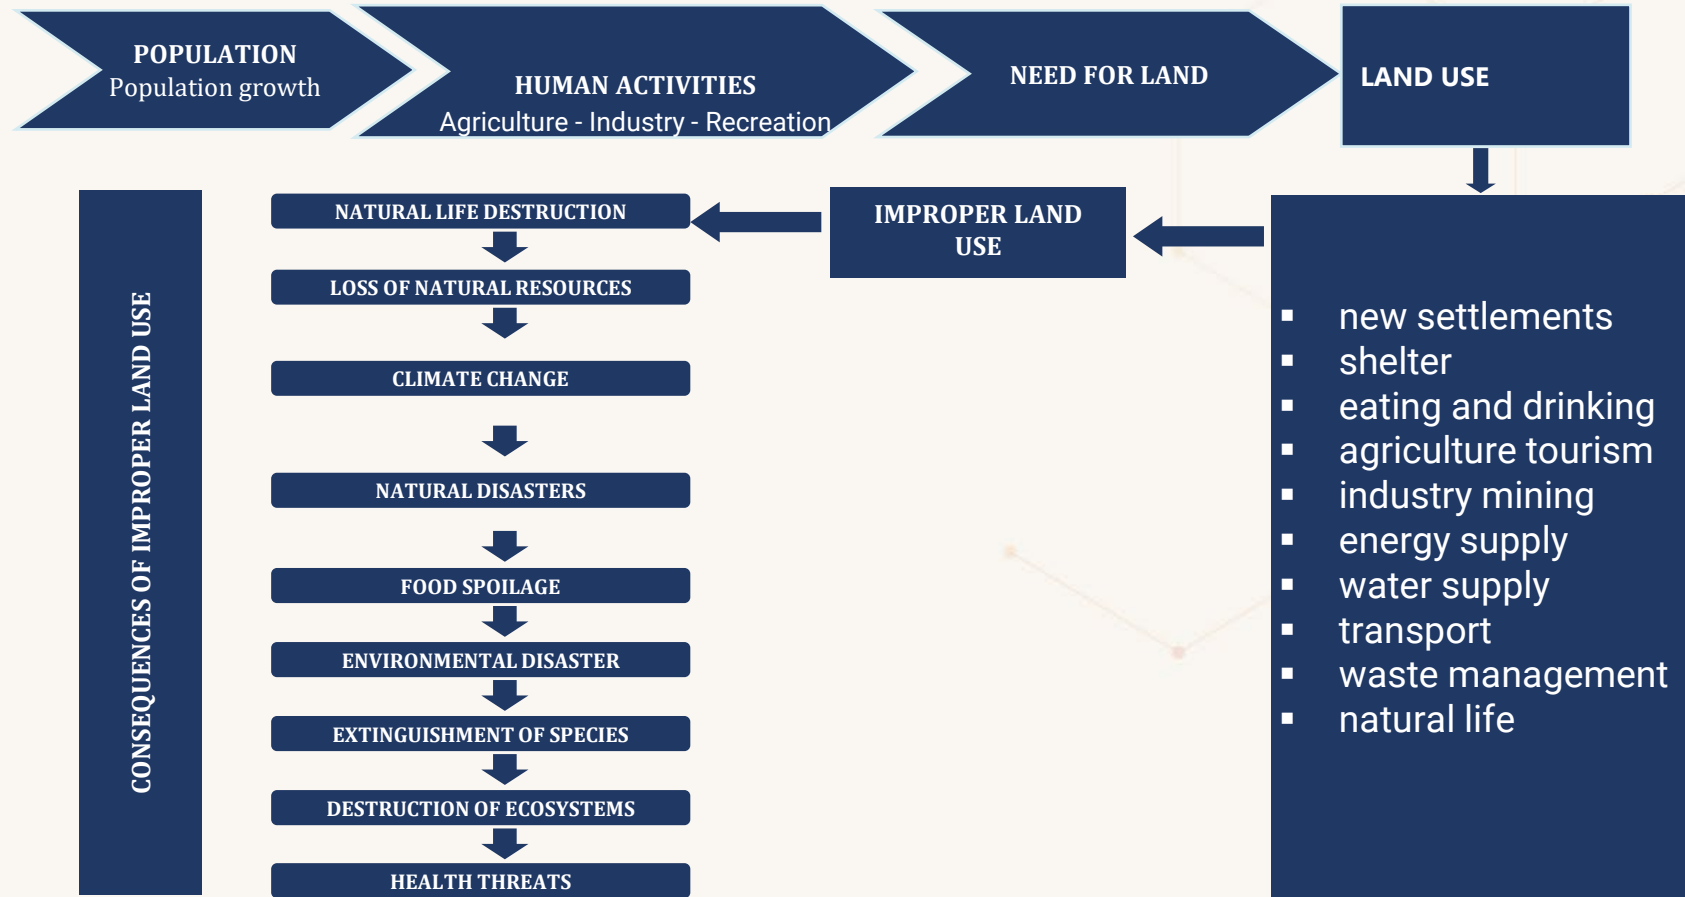 POPULATION
Population growth
HUMAN ACTIVITIES
Agriculture - Industry - Recreation
NEED FOR LAND
LAND USE
CONSEQUENCES OF IMPROPER LAND USE
NATURAL LIFE DESTRUCTION
LOSS OF NATURAL RESOURCES
CLIMATE CHANGE
NATURAL DISASTERS
FOOD SPOILAGE
ENVIRONMENTAL DISASTER
EXTINGUISHMENT OF SPECIES
DESTRUCTION OF ECOSYSTEMS
HEALTH THREATS
IMPROPER LAND
USE
▪ new settlements
▪ shelter
▪ eating and drinking
▪ agriculture tourism
▪ industry mining
▪ energy supply
▪ water supply
▪ transport
▪ waste management
▪ natural life